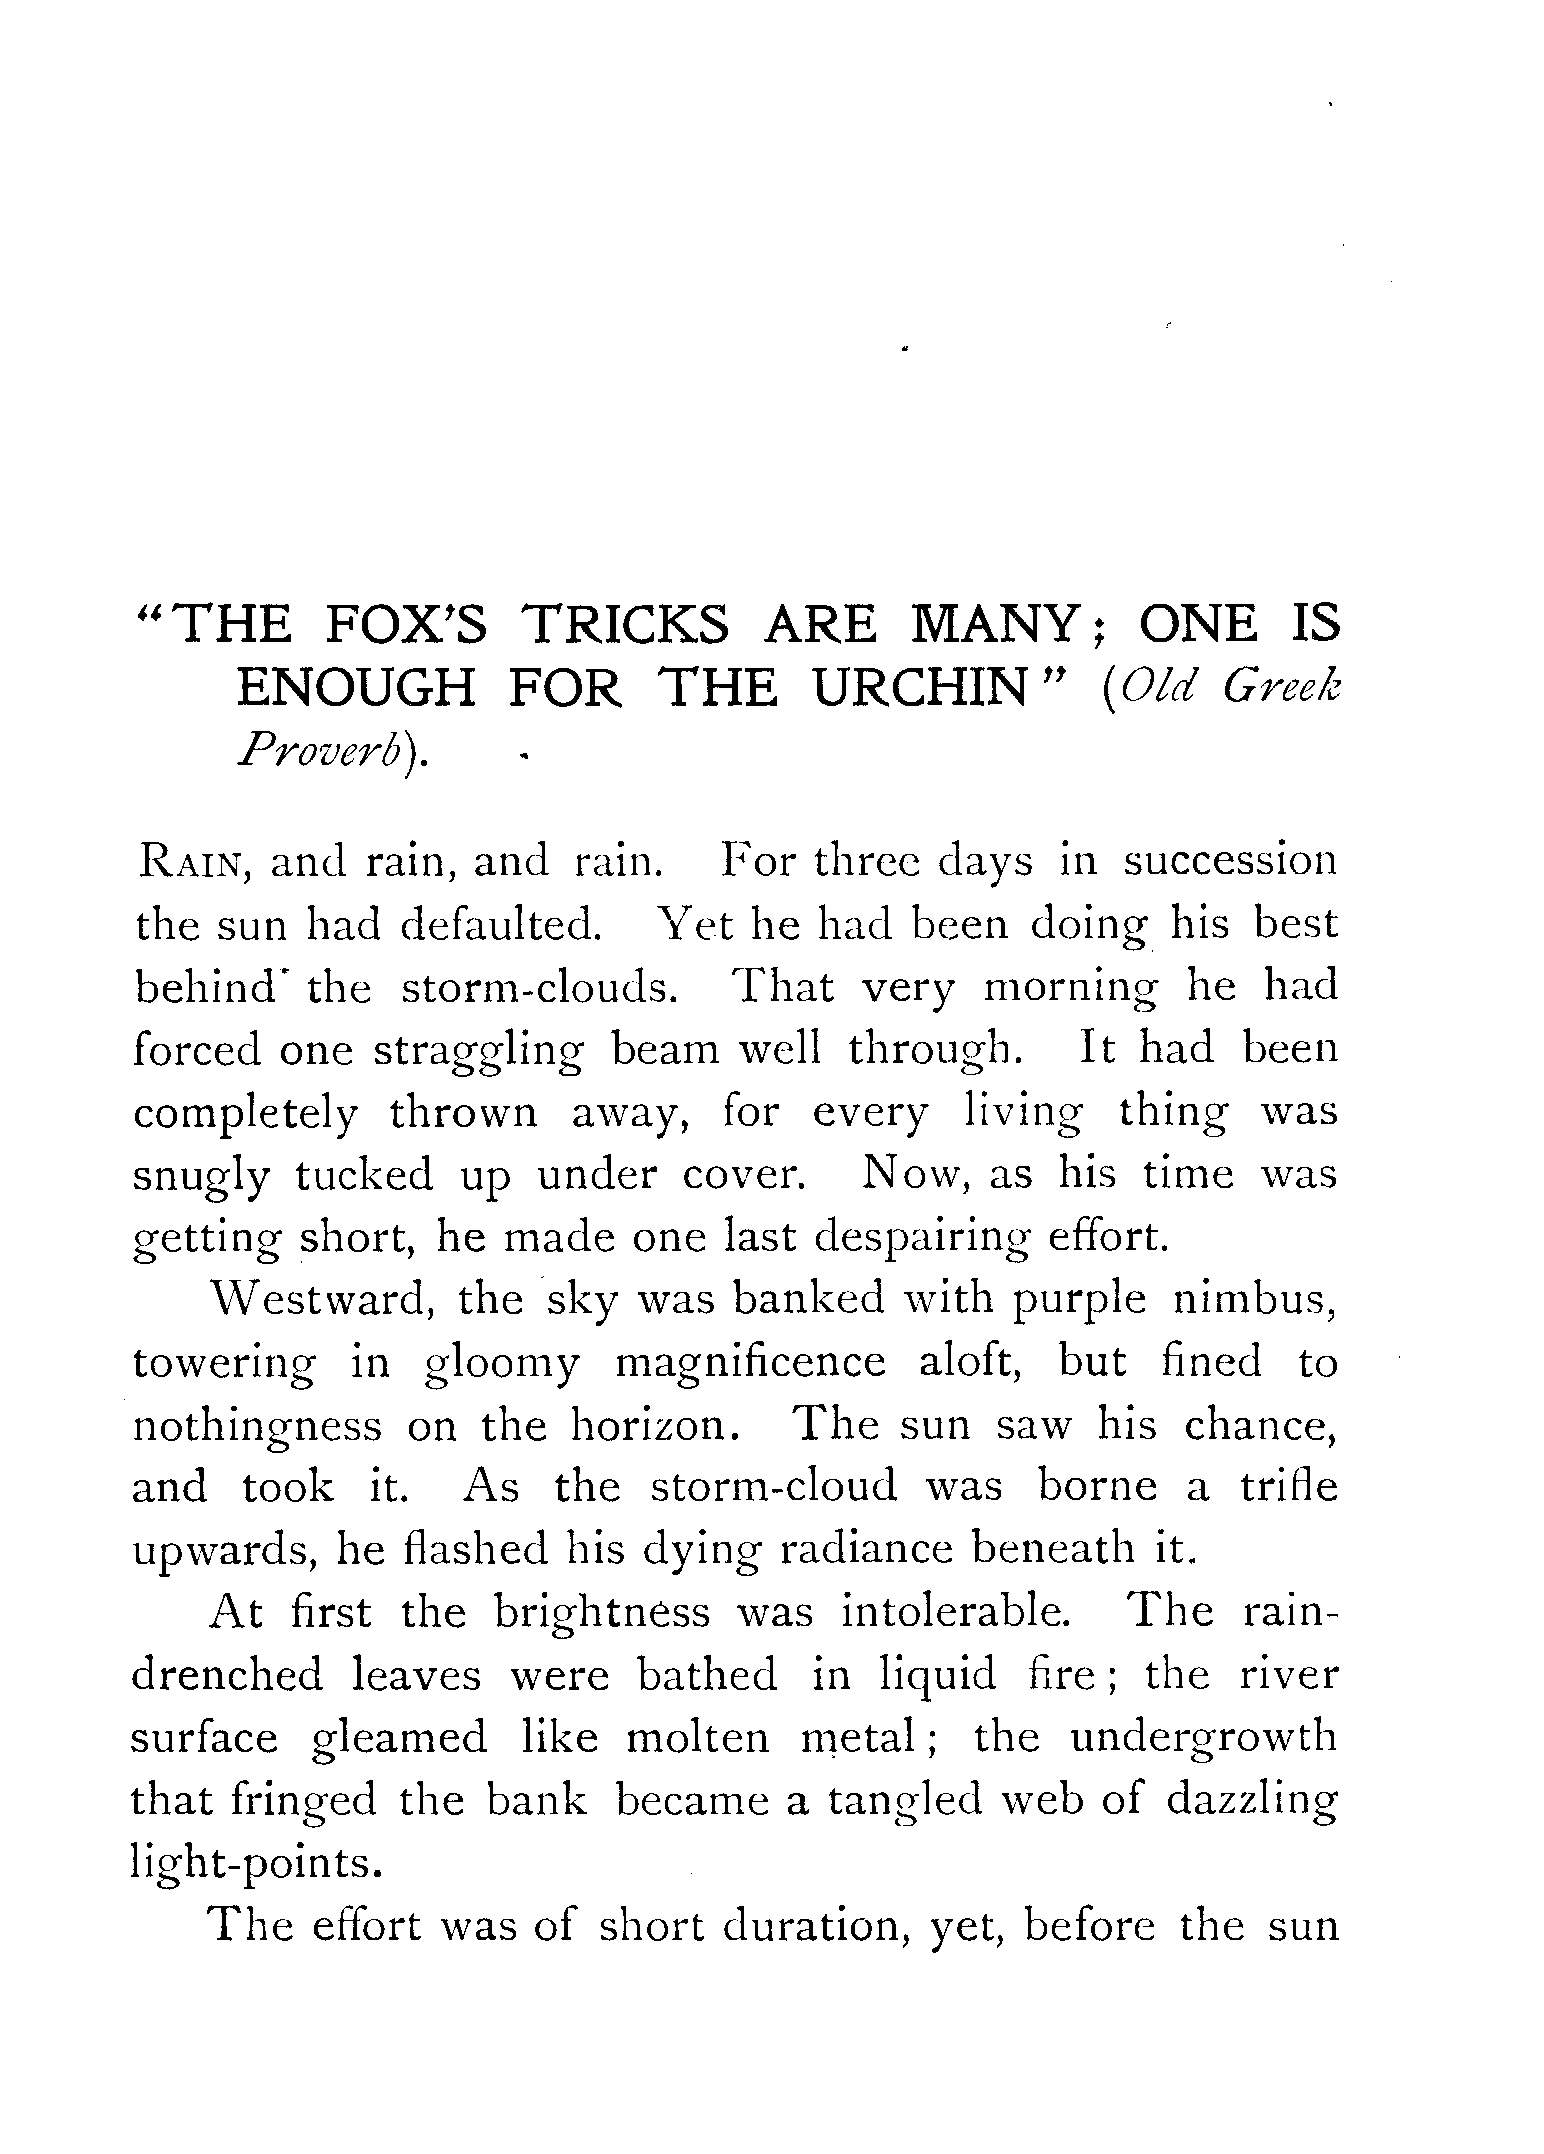 “THE FOX'S TRICKS ARE MANY; ONE IS
ENOUGH FOR THE URCHIN” (Old Greek
Proverb).
RAIN, and rain, and rain. For three days in succession
the sun had defaulted. Yet he had been doing his best
behind the storm-clouds. That very morning he had
forced one straggling beam well through. It had been
completely thrown away, for every living thing was
snugly tucked up under cover. Now, as his time was
getting short, he made one last despairing effort.
Westward, the sky was banked with purple nimbus,
towering in gloomy magnificence aloft, but fined to
nothingness on the horizon. The sun saw his chance,
and took it. As the storm-cloud was borne a trifle
upwards, he flashed his dying radiance beneath it.
At first the brightness was intolerable. The rain-
drenched leaves were bathed in liquid fire; the river
surface gleamed like molten metal; the undergrowth
that fringed the bank became a tangled web of dazzling
light-points.
The effort was of short duration, yet, before the sun